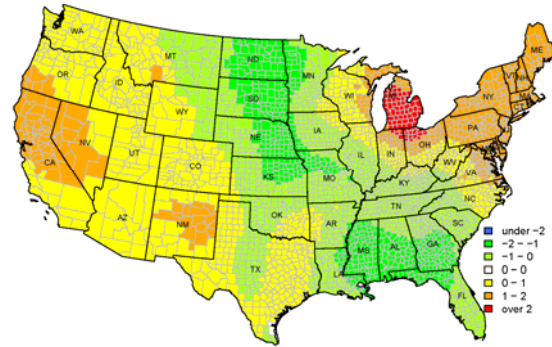 WA
MT
ND
MN
ME
VT
NH
OR
ID
SD
WI
NY
MA
WY
IA
PA
NE
NV
UT
CO
IL
IN
OH
CA
KS
MO
WV
VA
KY
AZ
NM
OK
AR
TN
NC
SC
MS
AL
GA
TX
LA
FL
under −2
−2 − −1
−1 − 0
0 − 0
0 − 1
1 − 2
over 2